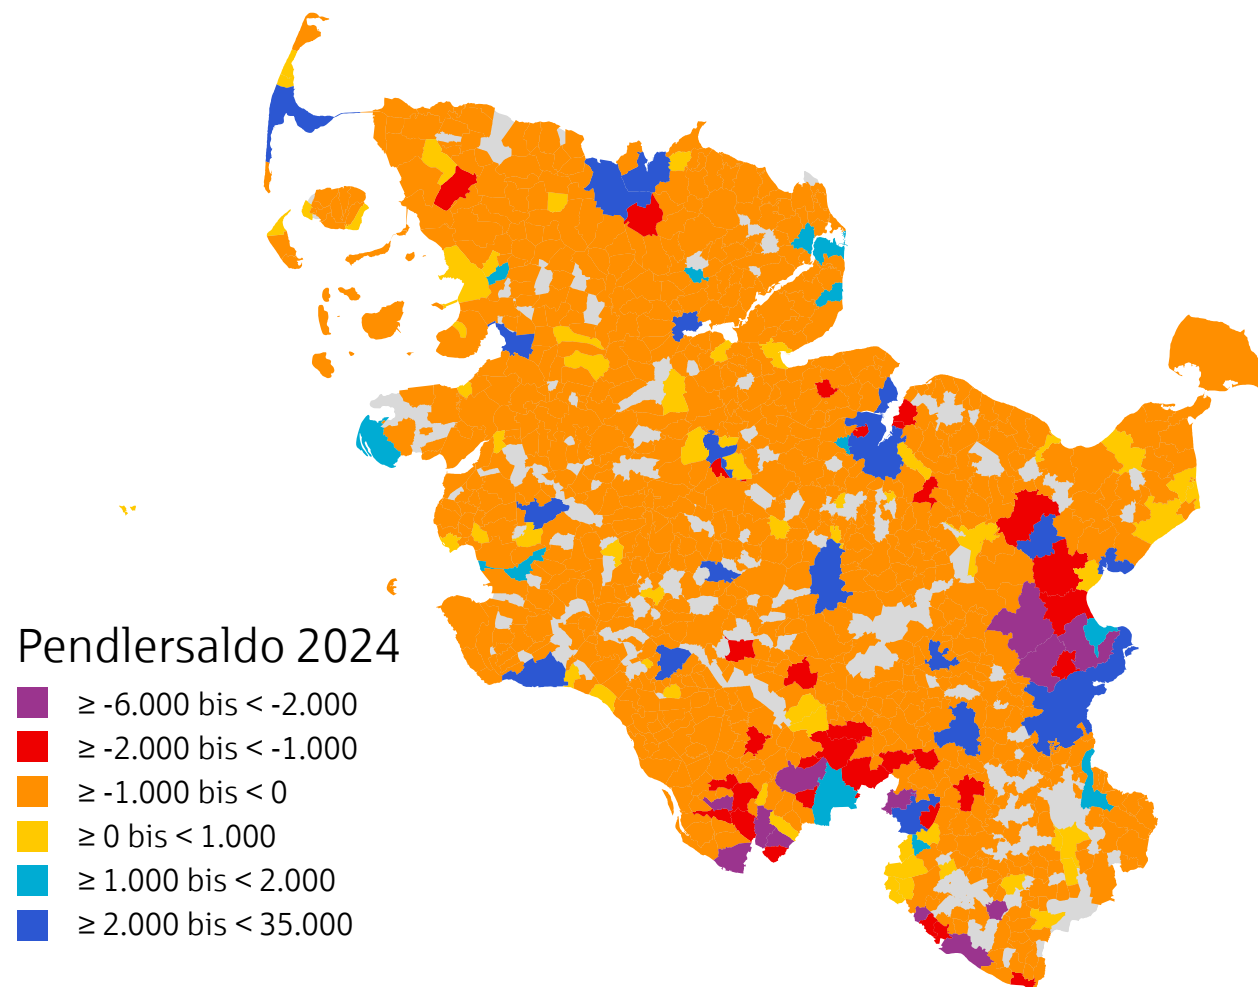 Pendlersaldo 2024
≥ -6.000 bis < -2.000
≥ -2.000 bis < -1.000
≥ -1.000 bis < 0
≥ 0 bis < 1.000
≥ 1.000 bis < 2.000
≥ 2.000 bis < 35.000